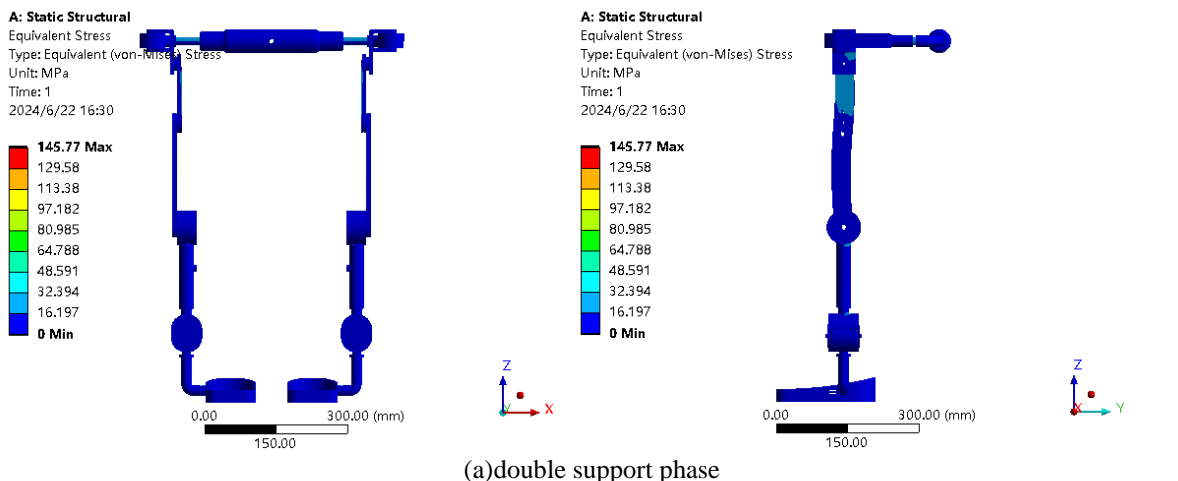 A: Static Structural
Equivalent Stress
Type: Equivalent (von-Mises) Stress
Unit: MPa
Time: 1
2024/6/22 16:30
145.77 Max
129.58
113.38
97.182
80.985
64.788
48.591
32.394
16.197
0 Min
Z
Y
X
0.00
300.00 (mm)
150.00
A: Static Structural
Equivalent Stress
Type: Equivalent (von-Mises) Stress
Unit: MPa
Time: 1
2024/6/22 16:30
145.77 Max
129.58
113.38
97.182
80.985
64.788
48.591
32.394
16.197
0 Min
Z
X
Y
0.00
300.00 (mm)
150.00
(a)double support phase